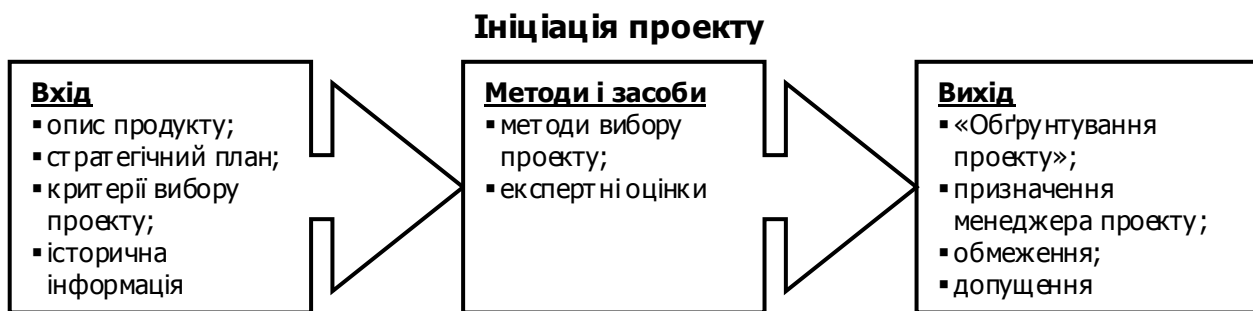 Ініціація проекту
Вхід
▪ опис продукту;
▪ стратегічний план;
▪ критерії вибору
проекту;
▪ історична
інформація
Методи і засоби
▪ методи вибору
проекту;
▪ експертні оцінки
Вихід
▪ «Обґрунтування
проекту»;
▪ призначення
менеджера проекту;
▪ обмеження;
▪ допущення